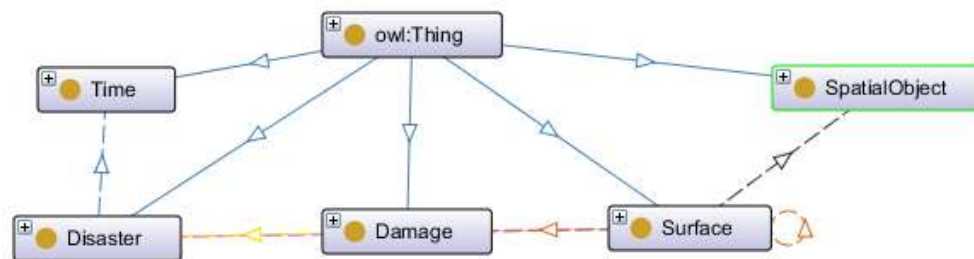 owl:Thing
Time
SpatialObject
Disaster
Damage
Surface